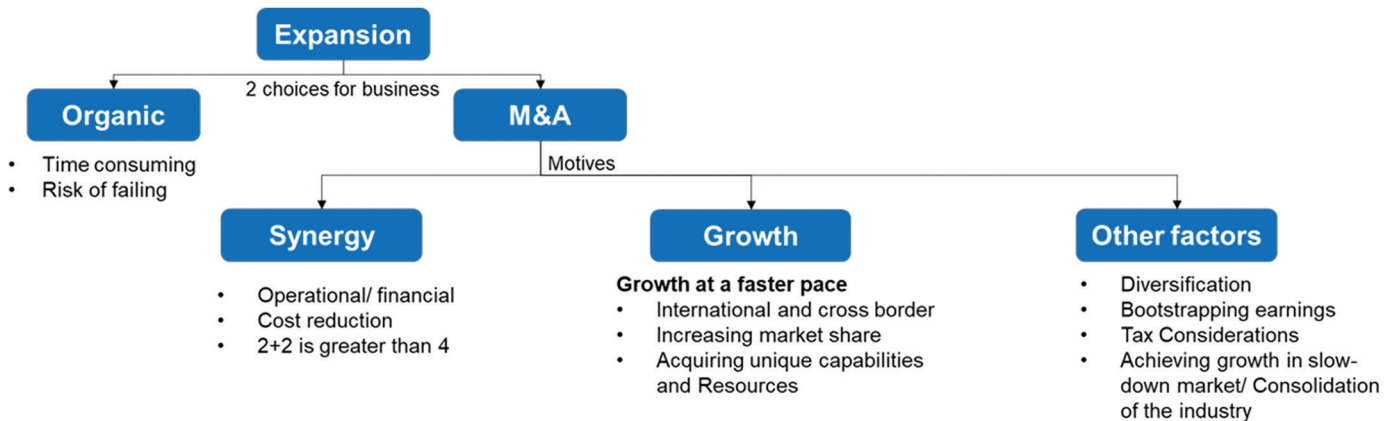 Expansion
2 choices for business
Organic
M&A
• Time consuming
• Risk of failing
Motives
Synergy
Growth
Other factors
• Operational/ financial
• Cost reduction
• 2+2 is greater than 4
Growth at a faster pace
• International and cross border
• Increasing market share
• Acquiring unique capabilities
and Resources
• Diversification
• Bootstrapping earnings
• Tax Considerations
• Achieving growth in slow-
down market/ Consolidation
of the industry